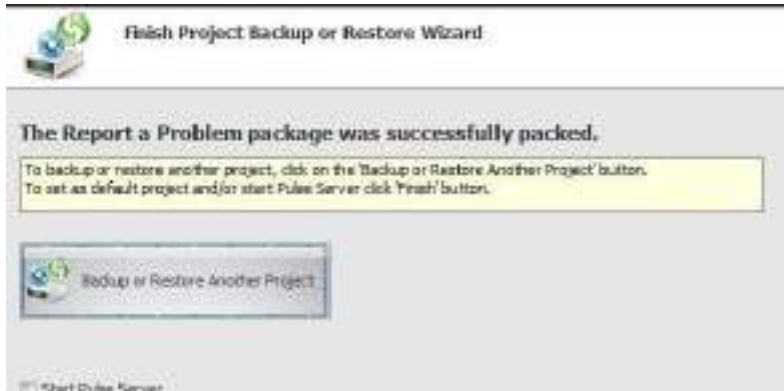 Finish Project Backup or Restore Wizard
The Report a Problem package was successfully packed.
To backup or restore another project, click on the 'Backup or Restore Another Project' button.
To set as default project and/or start Pulse Server click 'Finish' button.
Backup or Restore Another Project
Start Pulse Server